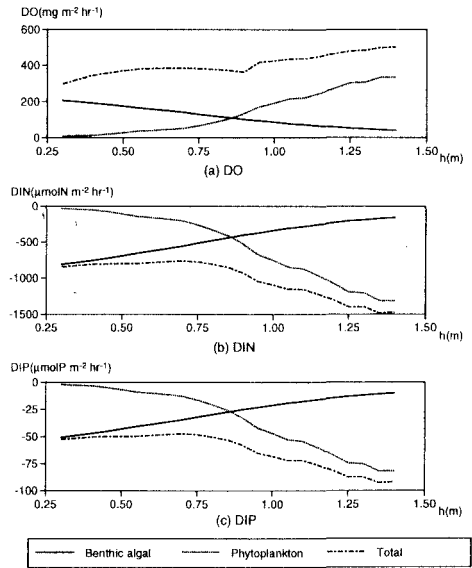 DO(mg m⁻² hr⁻¹)
600
400
200
0
0.25 0.50 0.75 1.00 1.25 1.50
h(m)
(a) DO
DIN(μmolN m⁻² hr⁻¹)
0
-500
-1000
-1500
0.25 0.50 0.75 1.00 1.25 1.50
h(m)
(b) DIN
DIP(μmolP m⁻² hr⁻¹)
0
-25
-50
-75
-100
0.25 0.50 0.75 1.00 1.25 1.50
h(m)
(c) DIP
Benthic algal Phytoplankton Total